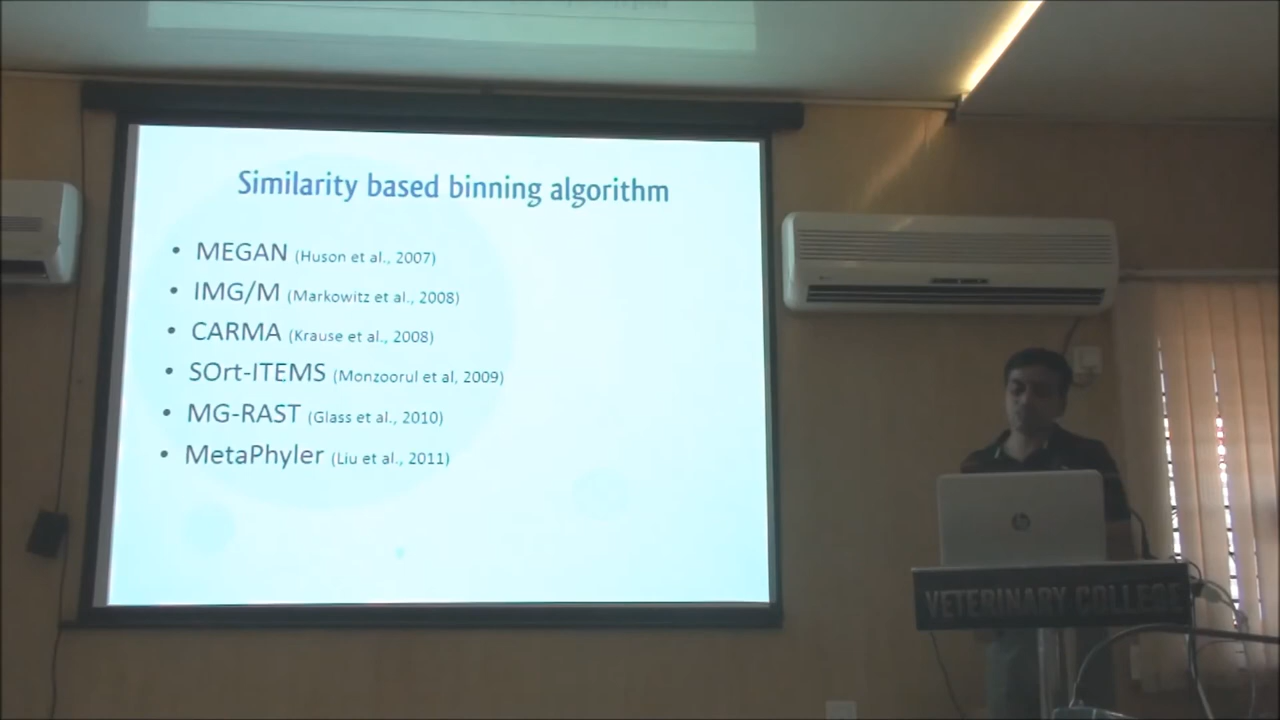 Similarity based binning algorithm
• MEGAN (Huson et al., 2007)
• IMG/M (Markowitz et al., 2008)
• CARMA (Krause et al., 2008)
• SOrt-ITEMS (Monzoorul et al, 2009)
• MG-RAST (Glass et al., 2010)
• MetaPhyler (Liu et al., 2011)
hp
VETERINARY COLLEGE